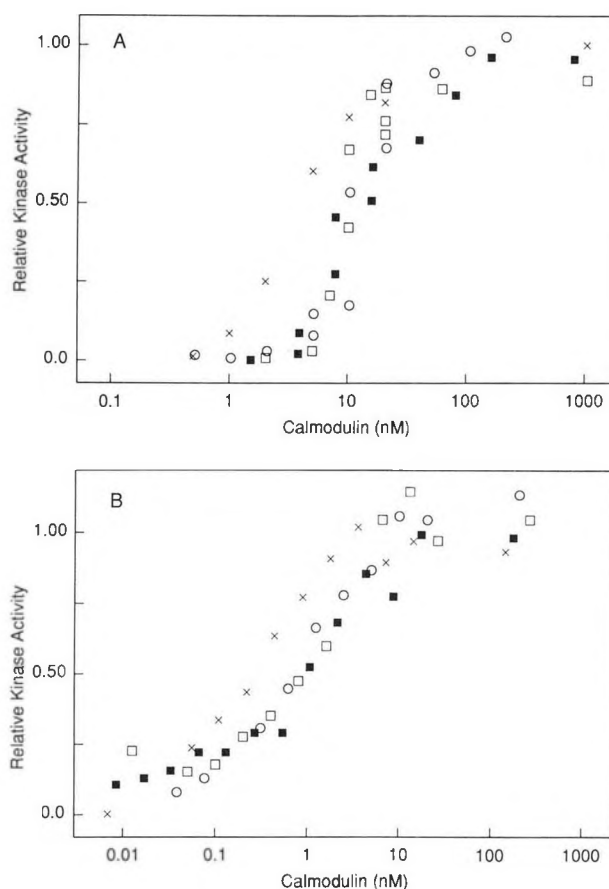 A
1.00
0.50
0.0
Relative Kinase Activity
0.1 1 10 100 1000
Calmodulin (nM)
B
1.00
0.50
0.0
Relative Kinase Activity
0.01 0.1 1 10 100 1000
Calmodulin (nM)